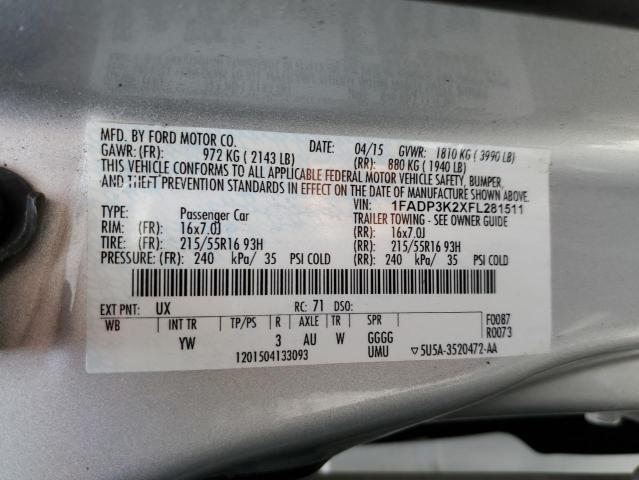 MFD. BY FORD MOTOR CO. DATE: 04/15 GVWR: 1810 KG ( 3990 LB)
GAWR: (FR): 972 KG ( 2143 LB) (RR): 880 KG ( 1940 LB)
THIS VEHICLE CONFORMS TO ALL APPLICABLE FEDERAL MOTOR VEHICLE SAFETY, BUMPER,
AND THEFT PREVENTION STANDARDS IN EFFECT ON THE DATE OF MANUFACTURE SHOWN ABOVE.
VIN: 1FADP3K2XFL281511
TYPE: Passenger Car TRAILER TOWING - SEE OWNER GUIDE
RIM: (FR): 16x7.0J (RR): 16x7.0J
TIRE: (FR): 215/55R16 93H (RR): 215/55R16 93H
PRESSURE: (FR): 240 kPa/ 35 PSI COLD (RR): 240 kPa/ 35 PSI COLD
EXT PNT: UX RC: 71 DSO:
WB INT TR TP/PS R AXLE TR SPR F0087
YW 3 AU W GGGG R0073
1201504133093 UMU ▽5U5A-3520472-AA